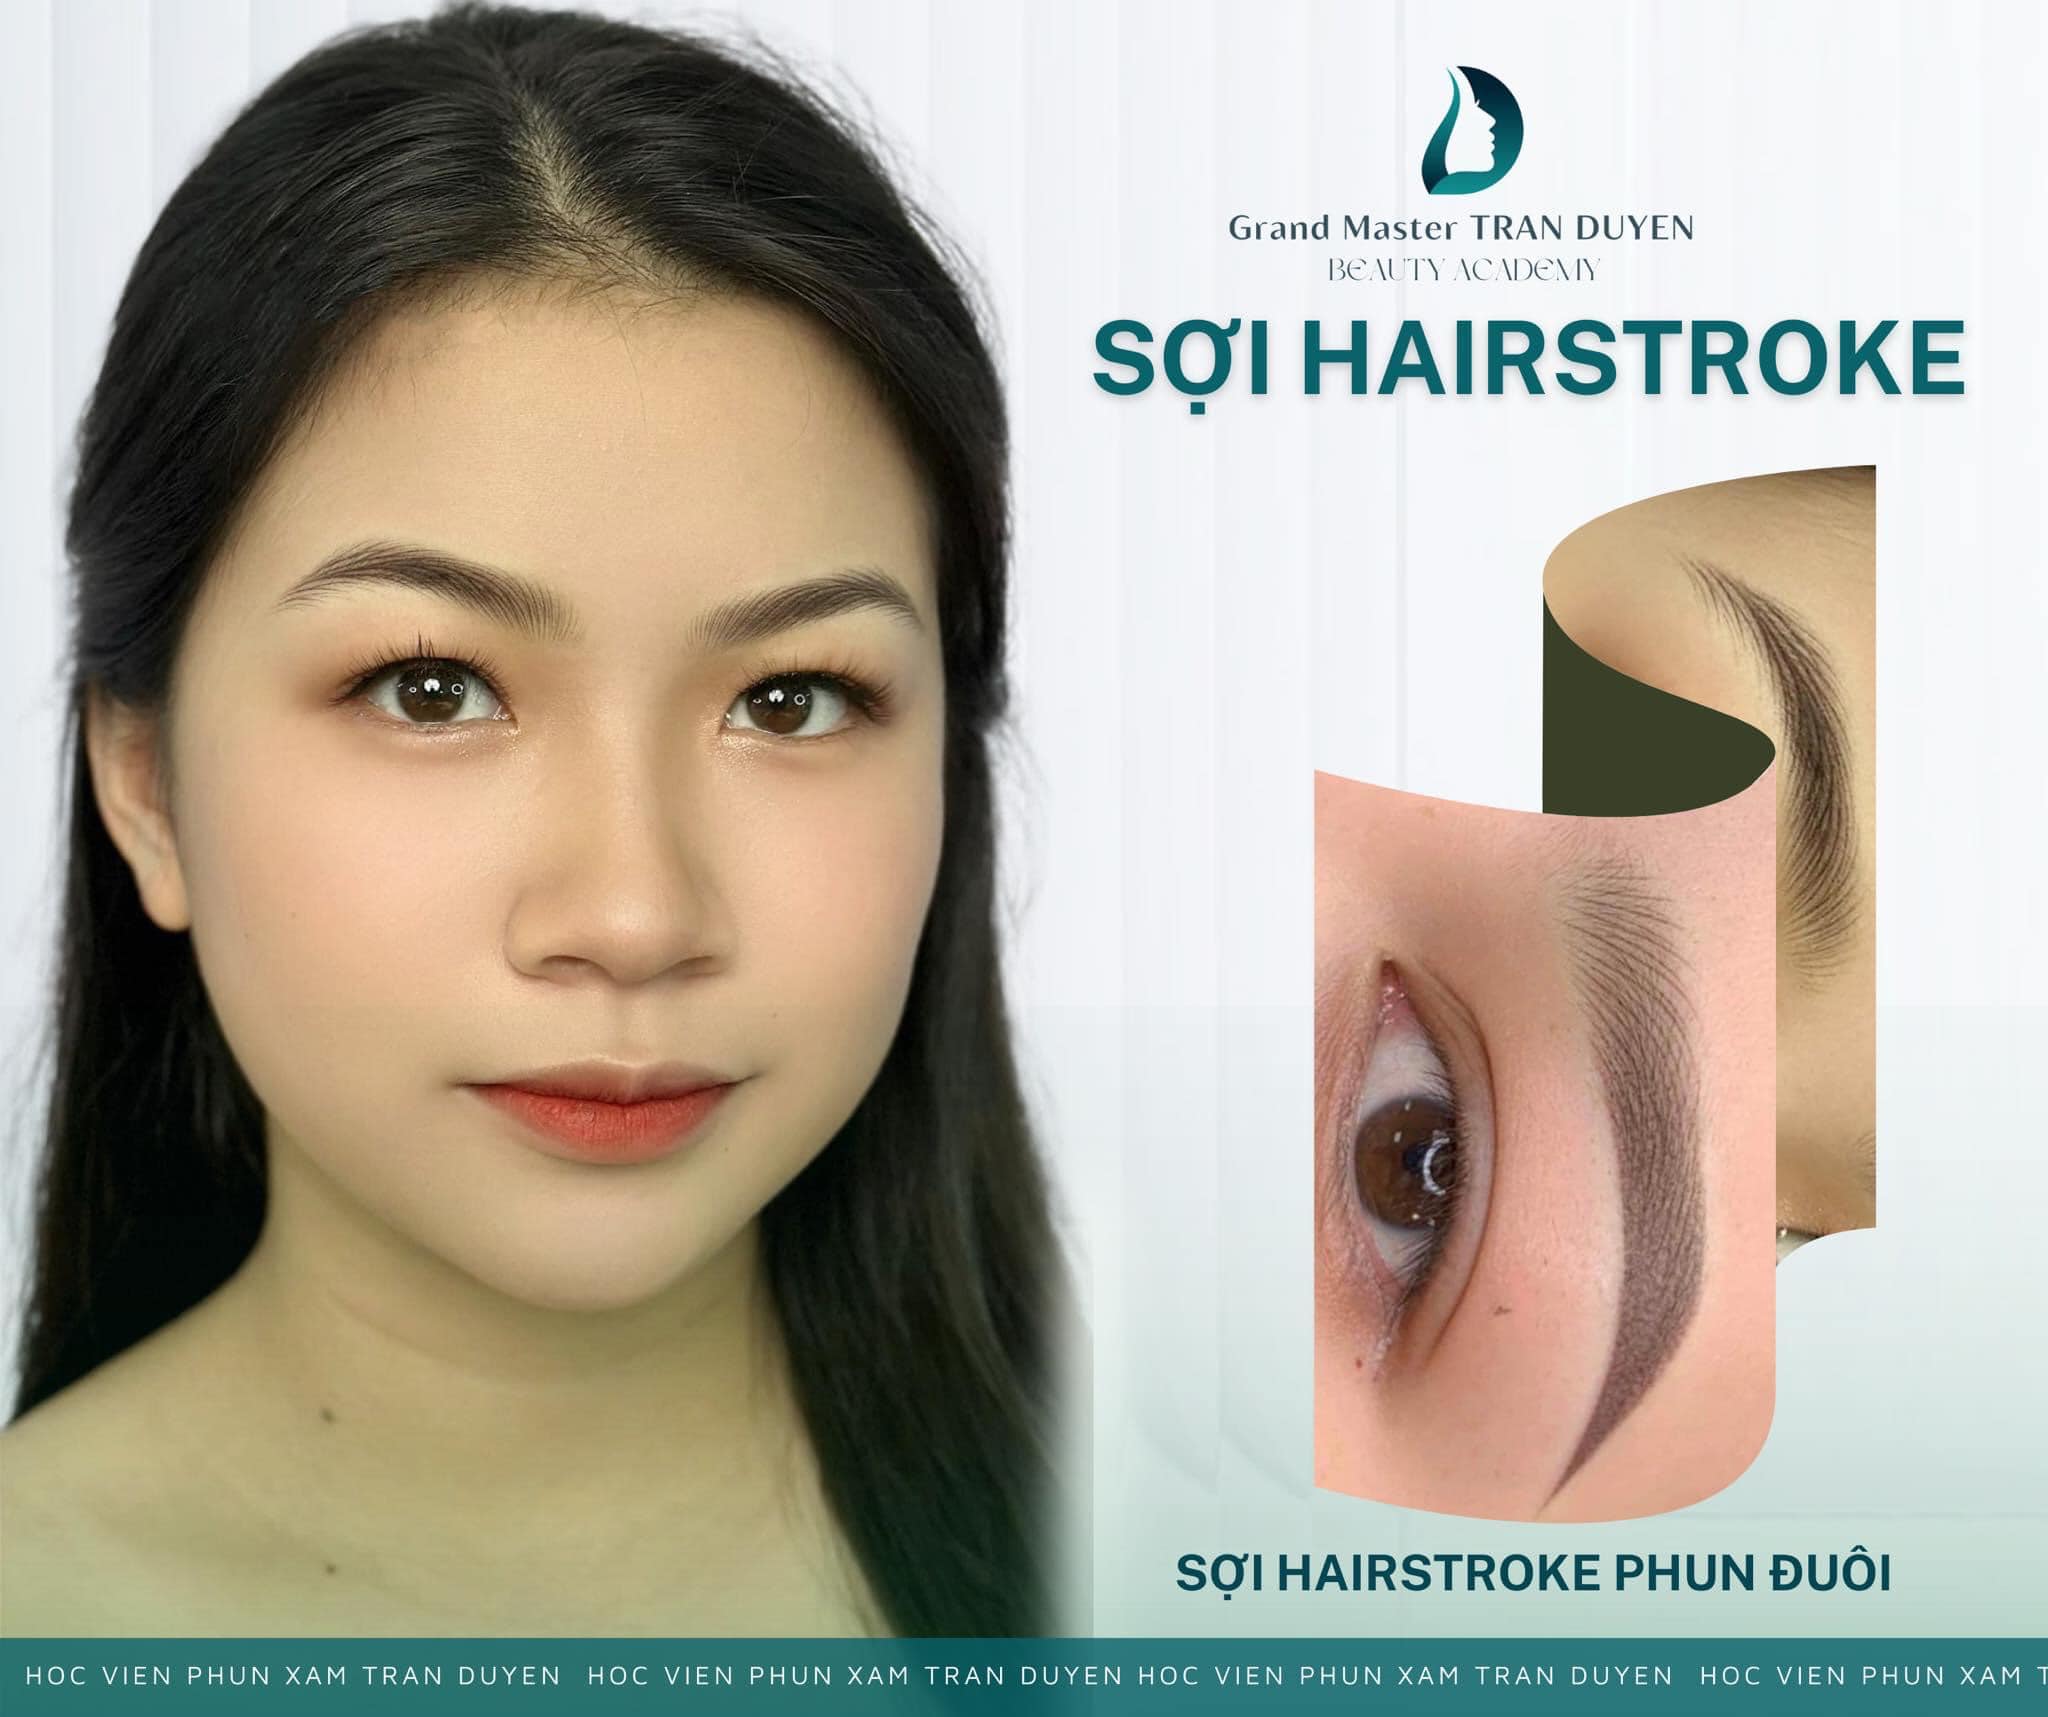 Grand Master TRAN DUYEN
BEAUTY ACADEMY
SỢI HAIRSTROKE
SỢI HAIRSTROKE PHUN ĐUÔI
HOC VIEN PHUN XAM TRAN DUYEN HOC VIEN PHUN XAM TRAN DUYEN HOC VIEN PHUN XAM TRAN DUYEN HOC VIEN PHUN XAM T